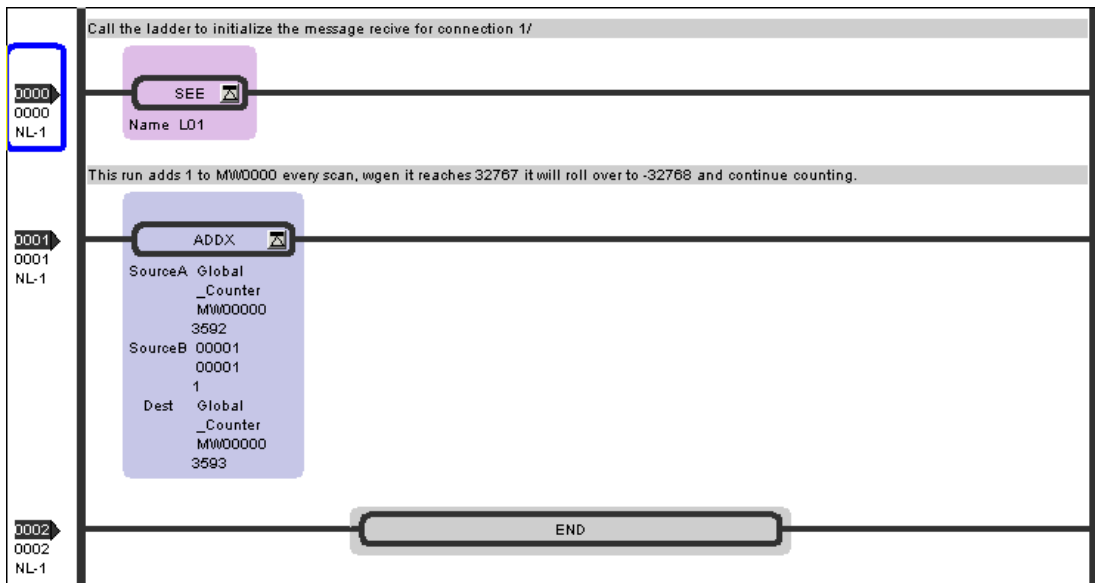 Call the ladder to initialize the message recive for connection 1/
0000
0000
NL-1
SEE
Name L01
This run adds 1 to MW0000 every scan, wgen it reaches 32767 it will roll over to -32768 and continue counting.
0001
0001
NL-1
ADDX
SourceA Global
_Counter
MW00000
3592
SourceB 00001
00001
1
Dest Global
_Counter
MW00000
3593
0002
0002
NL-1
END